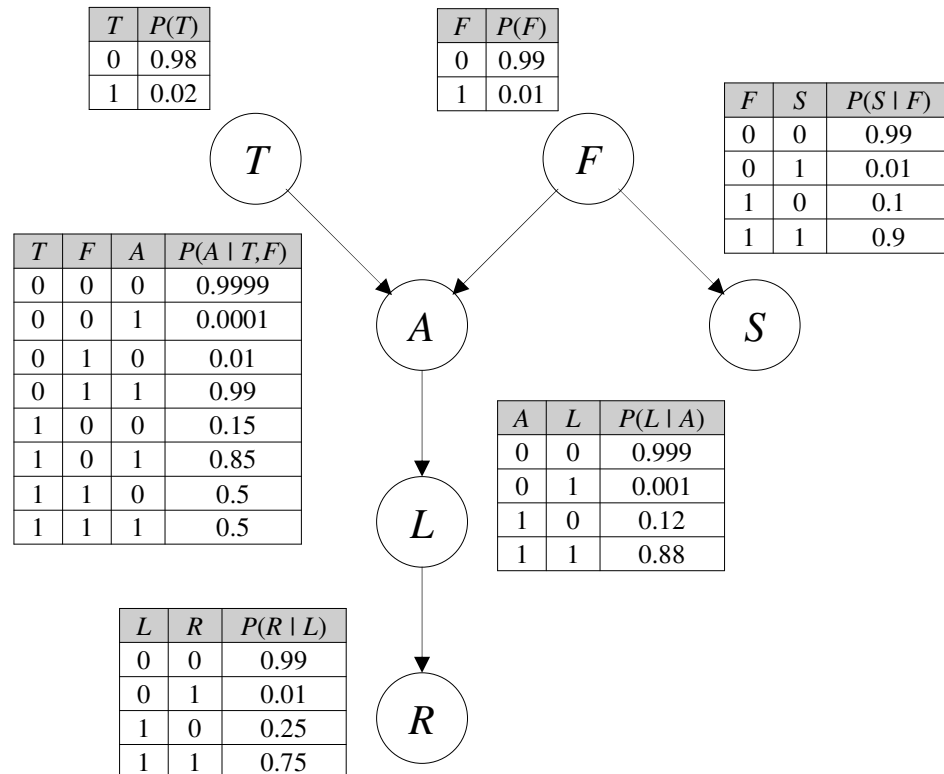 T P(T)
0 0.98
1 0.02
F P(F)
0 0.99
1 0.01
F S P(S | F)
0 0 0.99
0 1 0.01
1 0 0.1
1 1 0.9
T
F
T F A P(A | T,F)
0 0 0 0.9999
0 0 1 0.0001
0 1 0 0.01
0 1 1 0.99
1 0 0 0.15
1 0 1 0.85
1 1 0 0.5
1 1 1 0.5
A
S
A L P(L | A)
0 0 0.999
0 1 0.001
1 0 0.12
1 1 0.88
L
L R P(R | L)
0 0 0.99
0 1 0.01
1 0 0.25
1 1 0.75
R